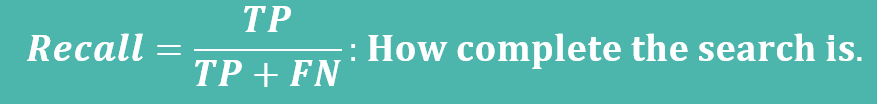 Recall = TP / (TP + FN) : How complete the search is.